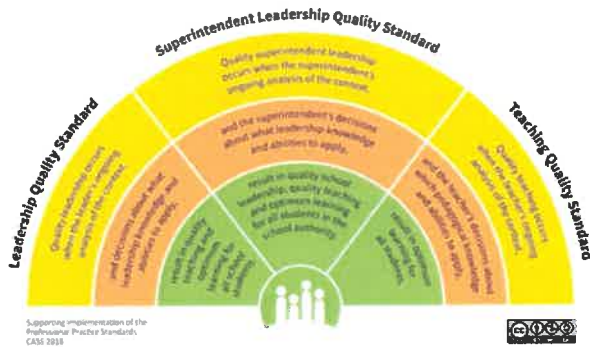 Superintendent Leadership Quality Standard
Quality superintendent leadership
occurs when the superintendent's
ongoing analysis of the context,
and the superintendent's decisions
about what leadership knowledge
and abilities to apply,
result in quality school
leadership, quality teaching
and optimum learning
for all students in the
school authority.
Leadership Quality Standard
Quality leadership occurs
when the leader's ongoing
analysis of the context,
and decisions about what
leadership knowledge and
abilities to apply,
result in quality
teaching and
optimum
learning for
all school
students.
Teaching Quality Standard
Quality teaching occurs
when the teacher's ongoing
analysis of the context,
and the teacher's decisions about
which pedagogical knowledge
and abilities to apply,
result in optimum
learning for
all students.
Supporting implementation of the
Professional Practice Standards
CASS 2018
cc